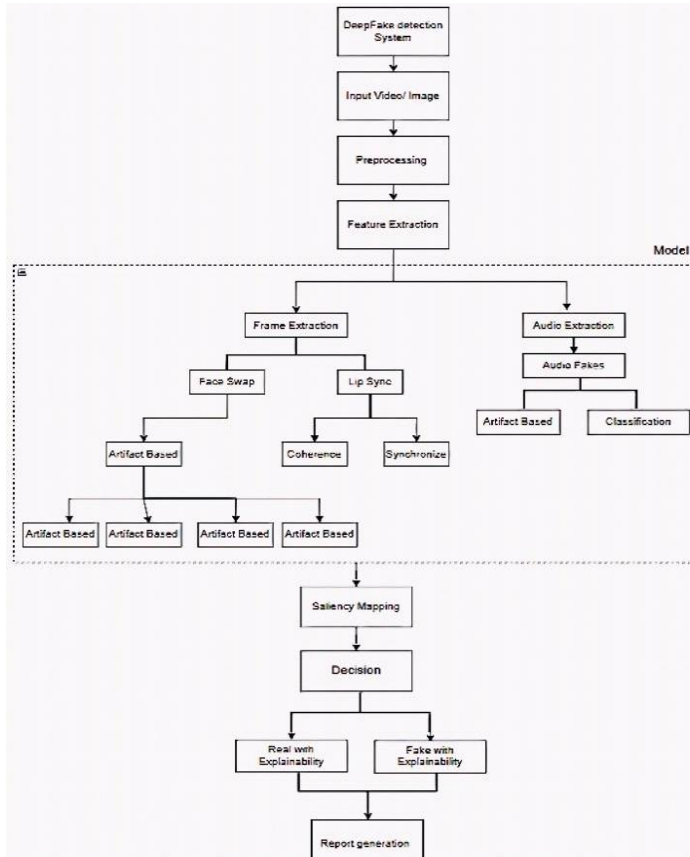 DeepFake detection
System
Input Video/ Image
Preprocessing
Feature Extraction
Model
Frame Extraction
Audio Extraction
Face Swap
Lip Sync
Audio Fakes
Artifact Based
Classification
Artifact Based
Coherence
Synchronize
Artifact Based
Artifact Based
Artifact Based
Artifact Based
Saliency Mapping
Decision
Real with
Explainability
Fake with
Explainability
Report generation